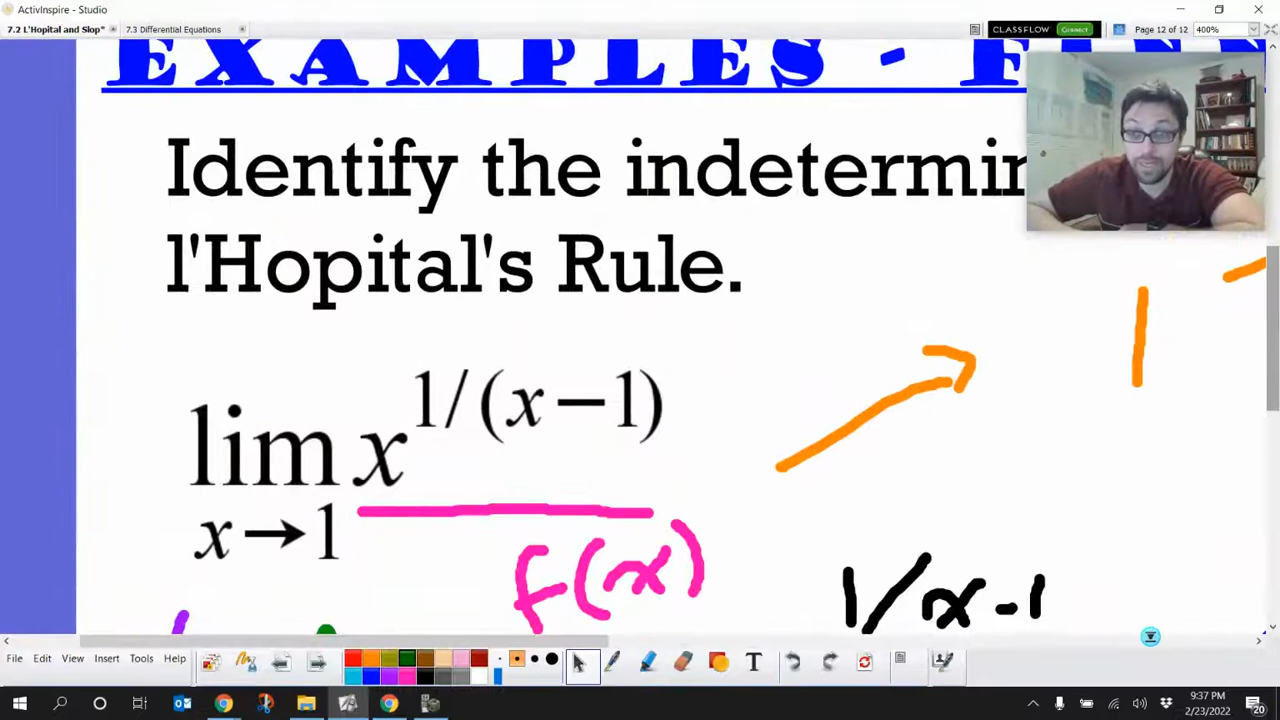 ActivInspire - Studio
7.2 L'Hopital and Slop* 7.3 Differential Equations CLASSFLOW Connect Page 12 of 12 400%
EXAMPLES - F
Identify the
l'Hopital's Rule.
lim x^{1/(x-1)}
x→1
f(x)
1/x-1
File Edit View Insert Tools Help
9:37 PM
2/23/2022
20